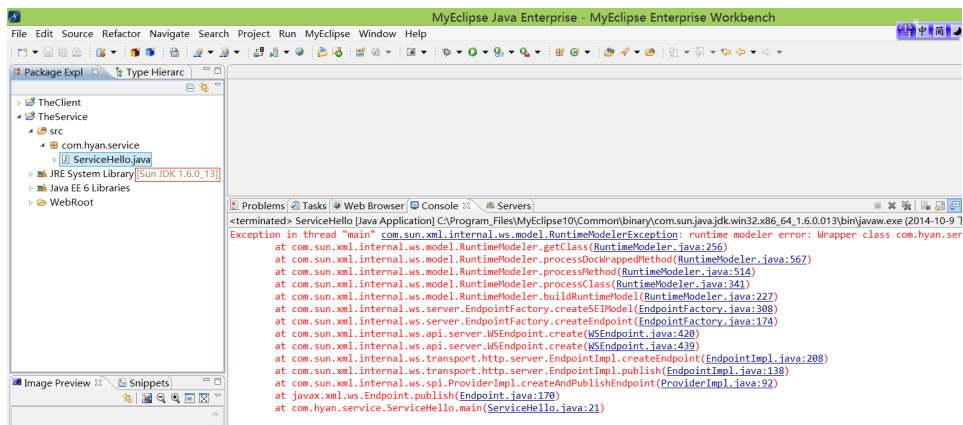 MyEclipse Java Enterprise - MyEclipse Enterprise Workbench
File Edit Source Refactor Navigate Search Project Run MyEclipse Window Help
中 简
Package Expl Type Hierarc
TheClient
TheService
src
com.hyan.service
ServiceHello.java
JRE System Library [Sun JDK 1.6.0_13]
Java EE 6 Libraries
WebRoot
Problems Tasks Web Browser Console Servers
<terminated> ServiceHello [Java Application] C:\Program_Files\MyEclipse10\Common\binary\com.sun.java.jdk.win32.x86_64_1.6.0.013\bin\javaw.exe (2014-10-9 下
Exception in thread "main" com.sun.xml.internal.ws.model.RuntimeModelerException: runtime modeler error: Wrapper class com.hyan.ser
at com.sun.xml.internal.ws.model.RuntimeModeler.getClass(RuntimeModeler.java:256)
at com.sun.xml.internal.ws.model.RuntimeModeler.processDocWrappedMethod(RuntimeModeler.java:567)
at com.sun.xml.internal.ws.model.RuntimeModeler.processMethod(RuntimeModeler.java:514)
at com.sun.xml.internal.ws.model.RuntimeModeler.processClass(RuntimeModeler.java:341)
at com.sun.xml.internal.ws.model.RuntimeModeler.buildRuntimeModel(RuntimeModeler.java:227)
at com.sun.xml.internal.ws.server.EndpointFactory.createSEIModel(EndpointFactory.java:308)
at com.sun.xml.internal.ws.server.EndpointFactory.createEndpoint(EndpointFactory.java:174)
at com.sun.xml.internal.ws.api.server.WSEndpoint.create(WSEndpoint.java:420)
at com.sun.xml.internal.ws.api.server.WSEndpoint.create(WSEndpoint.java:439)
at com.sun.xml.internal.ws.transport.http.server.EndpointImpl.createEndpoint(EndpointImpl.java:208)
at com.sun.xml.internal.ws.transport.http.server.EndpointImpl.publish(EndpointImpl.java:138)
at com.sun.xml.internal.ws.spi.ProviderImpl.createAndPublishEndpoint(ProviderImpl.java:92)
at javax.xml.ws.Endpoint.publish(Endpoint.java:170)
at com.hyan.service.ServiceHello.main(ServiceHello.java:21)
Image Preview Snippets